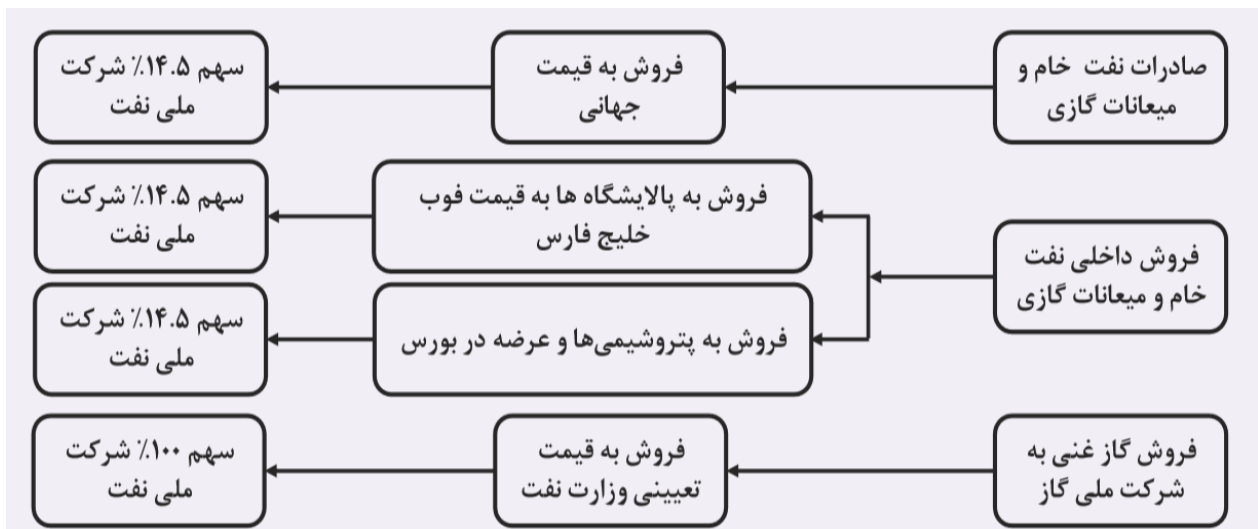 صادرات نفت خام و
میعانات گازی
فروش به قیمت
جهانی
سهم ۱۴.۵٪ شرکت
ملی نفت
فروش داخلی نفت
خام و میعانات گازی
فروش به پالایشگاه ها به قیمت فوب
خلیج فارس
سهم ۱۴.۵٪ شرکت
ملی نفت
فروش به پتروشیمی‌ها و عرضه در بورس
سهم ۱۴.۵٪ شرکت
ملی نفت
فروش گاز غنی به
شرکت ملی گاز
فروش به قیمت
تعیینی وزارت نفت
سهم ۱۰۰٪ شرکت
ملی نفت